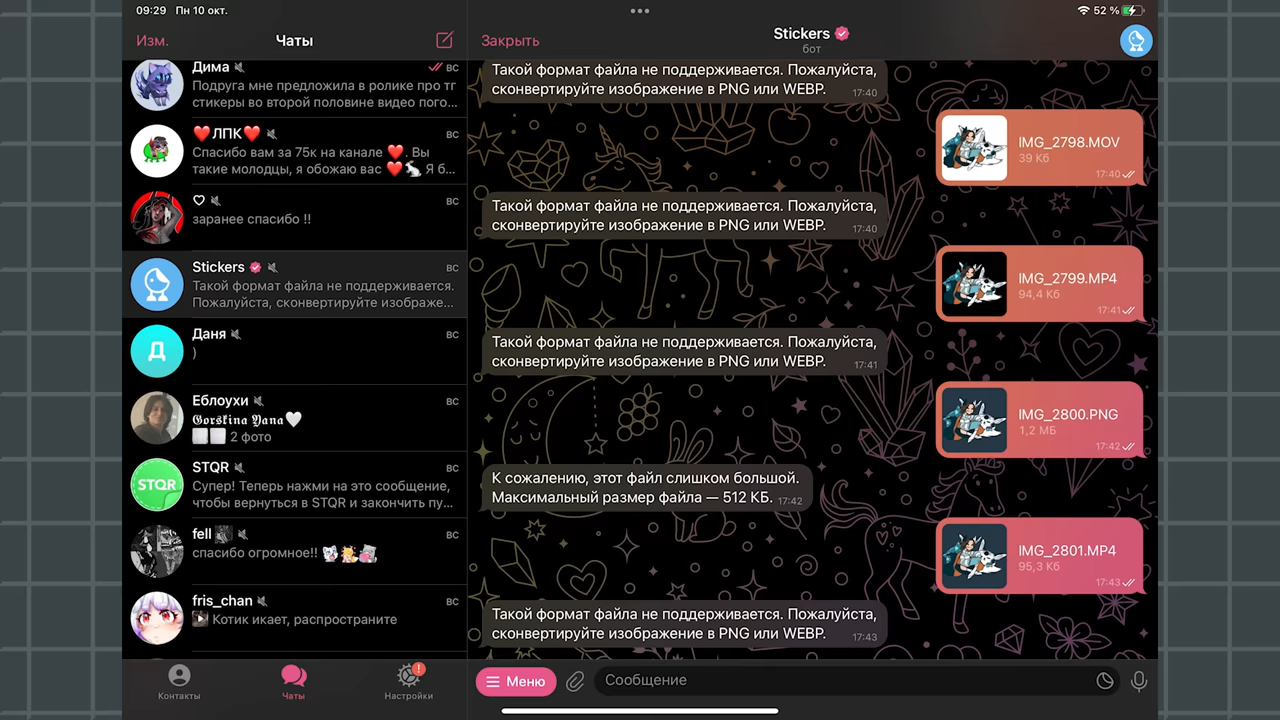 09:29 Пн 10 окт.
52 %
Изм.
Чаты
Дима
вс
Подруга мне предложила в ролике про тг
стикеры во второй половине видео пого...
❤️ЛПК❤️
вс
Спасибо вам за 75к на канале ❤️. Вы
такие молодцы, я обожаю вас ❤️🐇 Я б...
вс
заранее спасибо !!
Stickers
вс
Такой формат файла не поддерживается.
Пожалуйста, сконвертируйте изображе...
Д
Даня
вс
)
Еблоухи
вс
𝕲𝖔𝖗𝖘𝖐𝖎𝖓𝖆 𝖄𝖆𝖓𝖆🤍
2 фото
STQR
STQR
вс
Супер! Теперь нажми на это сообщение,
чтобы вернуться в STQR и закончить пу...
fell
вс
спасибо огромное!!
fris_chan
вс
Котик икает, распространите
Контакты
Чаты
!
Настройки
Закрыть
Stickers
бот
Такой формат файла не поддерживается. Пожалуйста,
сконвертируйте изображение в PNG или WEBP.
17:40
IMG_2798.MOV
39 Кб
17:40
Такой формат файла не поддерживается. Пожалуйста,
сконвертируйте изображение в PNG или WEBP.
17:40
IMG_2799.MP4
94,4 Кб
17:41
Такой формат файла не поддерживается. Пожалуйста,
сконвертируйте изображение в PNG или WEBP.
17:41
IMG_2800.PNG
1,2 МБ
17:42
К сожалению, этот файл слишком большой.
Максимальный размер файла — 512 КБ.
17:42
IMG_2801.MP4
95,3 Кб
17:43
Такой формат файла не поддерживается. Пожалуйста,
сконвертируйте изображение в PNG или WEBP.
17:43
Меню
Сообщение